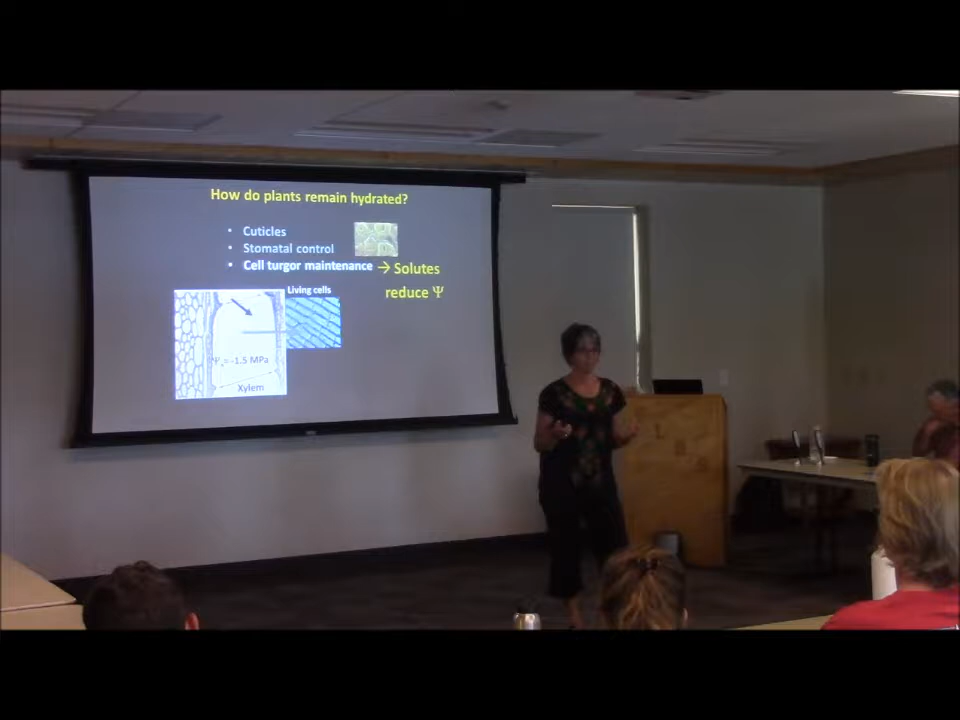 How do plants remain hydrated?
• Cuticles
• Stomatal control
• Cell turgor maintenance → Solutes
reduce Ψ
Living cells
= -1.5 MPa
Xylem